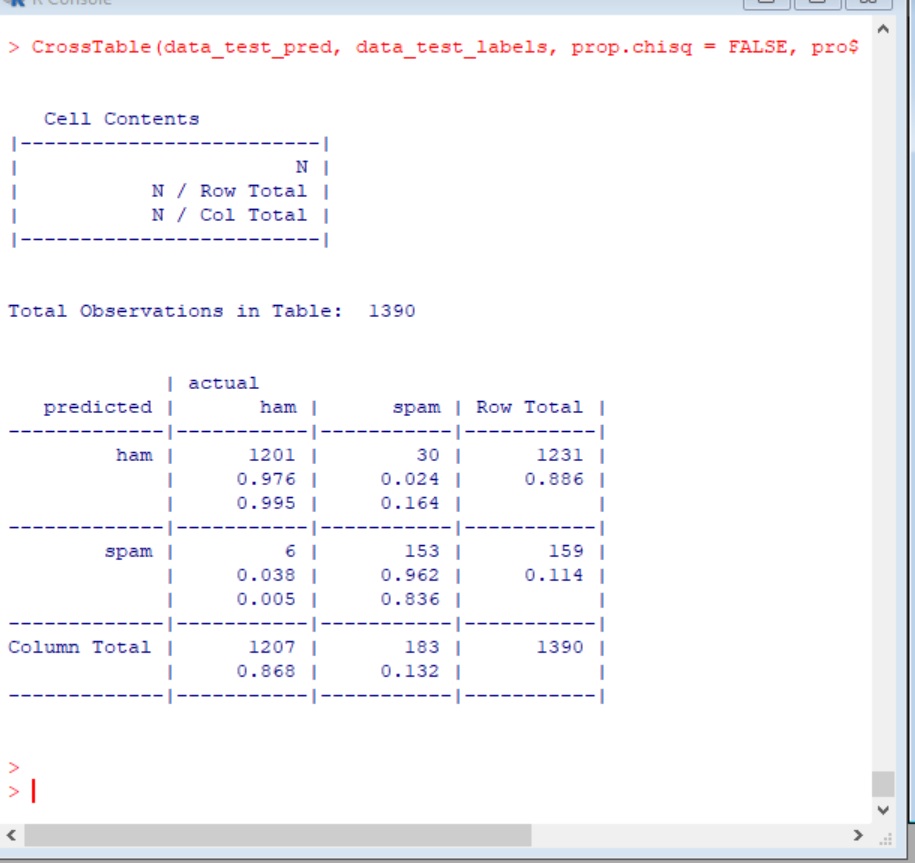 R Console
> CrossTable(data_test_pred, data_test_labels, prop.chisq = FALSE, pro$
Cell Contents
|-------------------------|
|                       N |
|           N / Row Total |
|           N / Col Total |
|-------------------------|
Total Observations in Table:  1390
             | actual
   predicted |       ham |      spam | Row Total |
-------------|-----------|-----------|-----------|
         ham |      1201 |        30 |      1231 |
             |     0.976 |     0.024 |     0.886 |
             |     0.995 |     0.164 |           |
-------------|-----------|-----------|-----------|
        spam |         6 |       153 |       159 |
             |     0.038 |     0.962 |     0.114 |
             |     0.005 |     0.836 |           |
-------------|-----------|-----------|-----------|
Column Total |      1207 |       183 |      1390 |
             |     0.868 |     0.132 |           |
-------------|-----------|-----------|-----------|
>
>